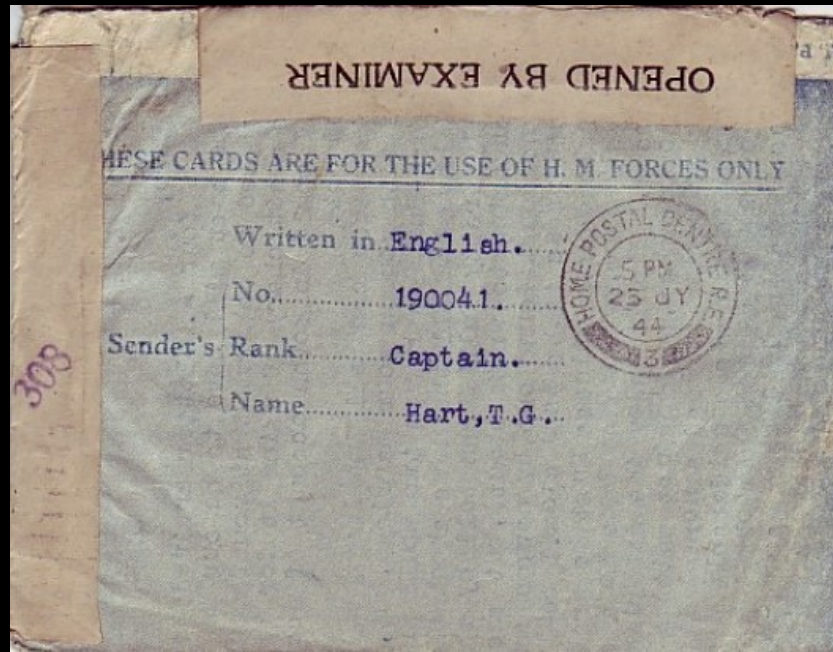 OPENED BY EXAMINER
HESE CARDS ARE FOR THE USE OF H. M. FORCES ONLY
Written in English.
No. 190041.
Sender's Rank Captain.
Name Hart, T.G.
HOME POSTAL CENTRE R.E.
5 PM
23 JY
44
3
308